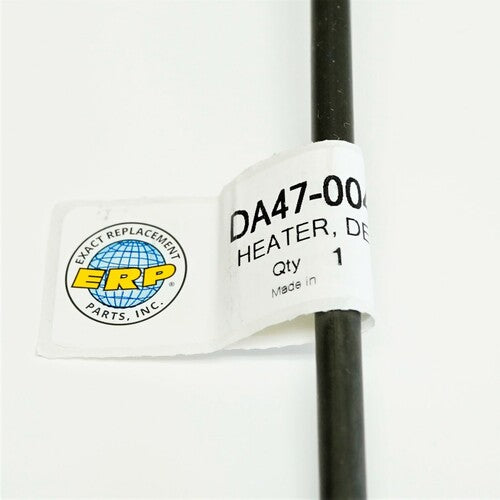 EXACT REPLACEMENT
ERP®
PARTS, INC.
DA47-004
HEATER, DE
Qty 1
Made in